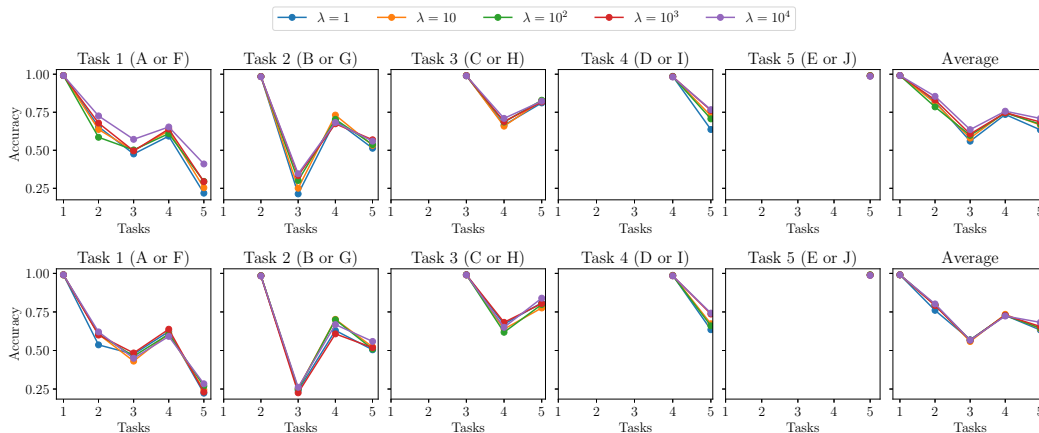 λ = 1 λ = 10 λ = 10² λ = 10³ λ = 10⁴
Task 1 (A or F) Task 2 (B or G) Task 3 (C or H) Task 4 (D or I) Task 5 (E or J) Average
1.00
0.75
0.50
0.25
Accuracy
1 2 3 4 5 1 2 3 4 5 1 2 3 4 5 1 2 3 4 5 1 2 3 4 5 1 2 3 4 5
Tasks Tasks Tasks Tasks Tasks Tasks
Task 1 (A or F) Task 2 (B or G) Task 3 (C or H) Task 4 (D or I) Task 5 (E or J) Average
1.00
0.75
0.50
0.25
Accuracy
1 2 3 4 5 1 2 3 4 5 1 2 3 4 5 1 2 3 4 5 1 2 3 4 5 1 2 3 4 5
Tasks Tasks Tasks Tasks Tasks Tasks